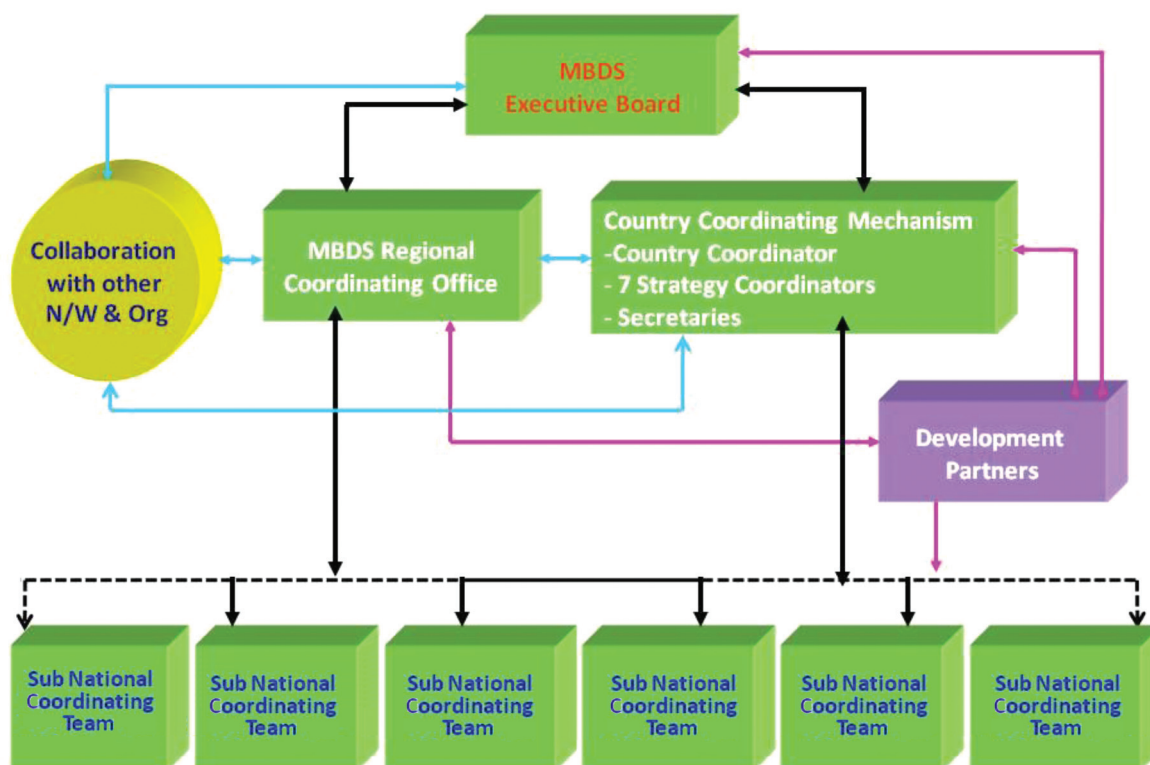 MBDS
Executive Board
Collaboration
with other
N/W & Org
MBDS Regional
Coordinating Office
Country Coordinating Mechanism
-Country Coordinator
- 7 Strategy Coordinators
- Secretaries
Development
Partners
Sub National
Coordinating
Team
Sub National
Coordinating
Team
Sub National
Coordinating
Team
Sub National
Coordinating
Team
Sub National
Coordinating
Team
Sub National
Coordinating
Team